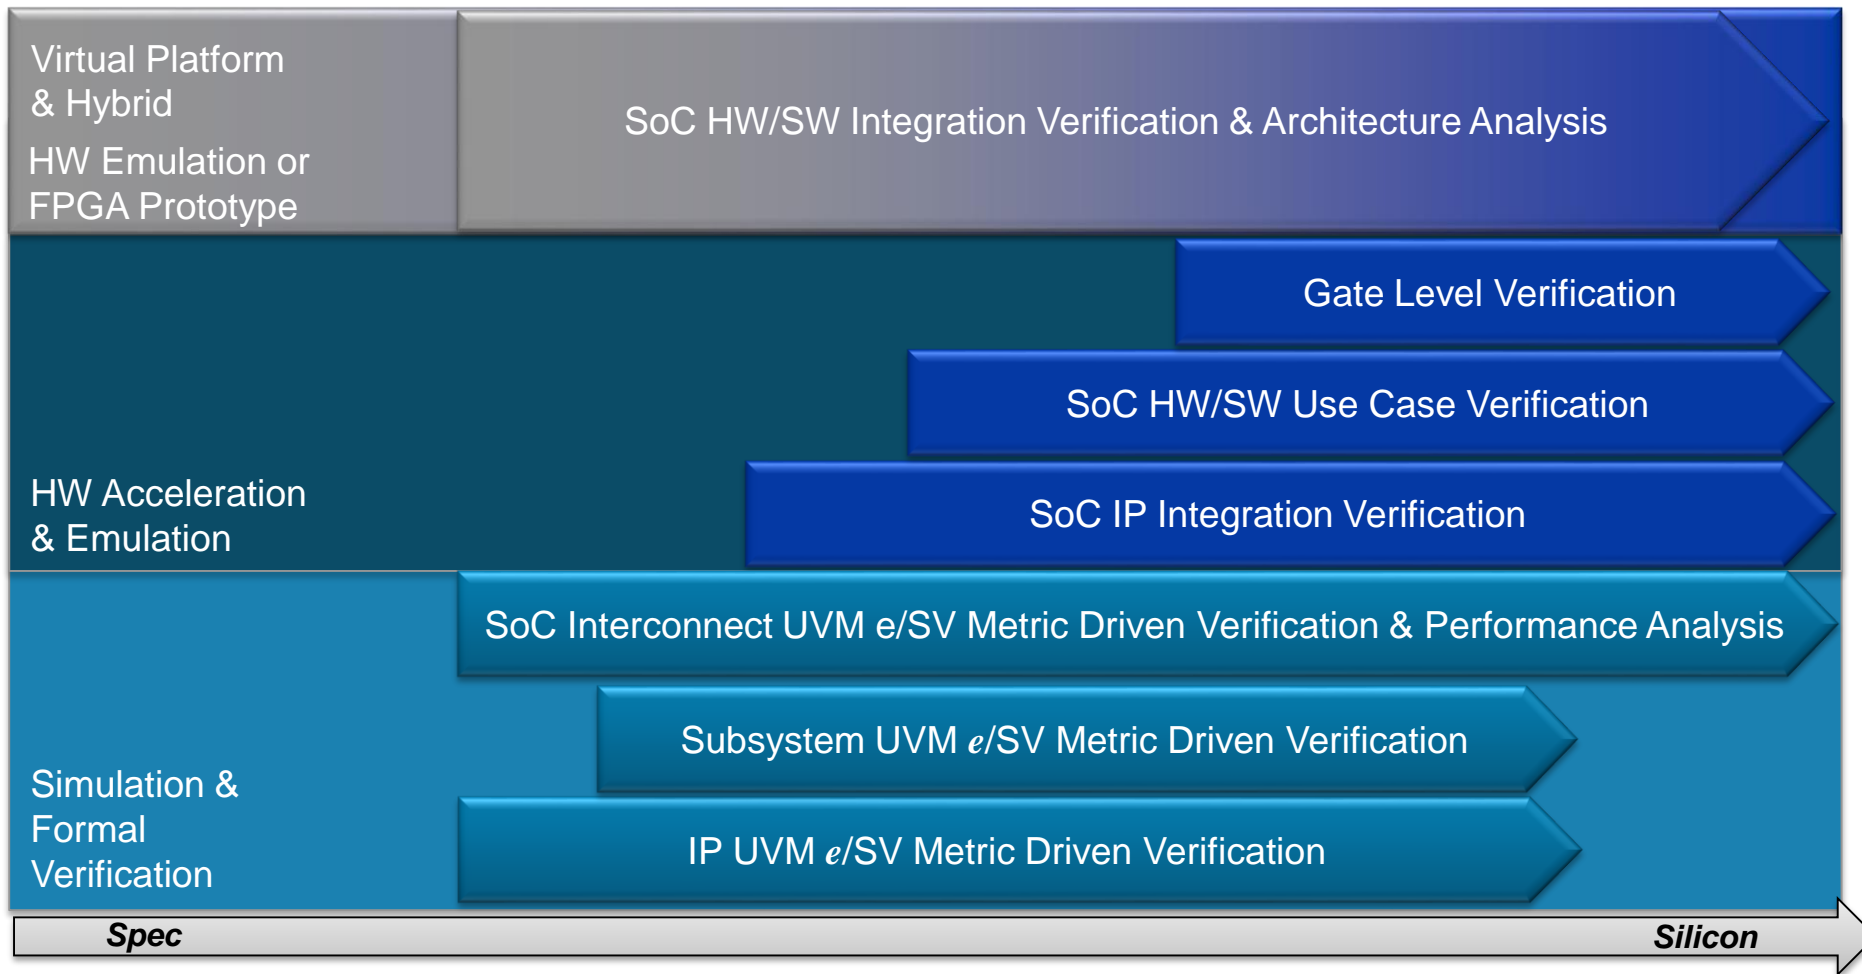 Virtual Platform
& Hybrid
HW Emulation or
FPGA Prototype
SoC HW/SW Integration Verification & Architecture Analysis
Gate Level Verification
SoC HW/SW Use Case Verification
SoC IP Integration Verification
HW Acceleration
& Emulation
SoC Interconnect UVM e/SV Metric Driven Verification & Performance Analysis
Subsystem UVM e/SV Metric Driven Verification
IP UVM e/SV Metric Driven Verification
Simulation &
Formal
Verification
Spec
Silicon